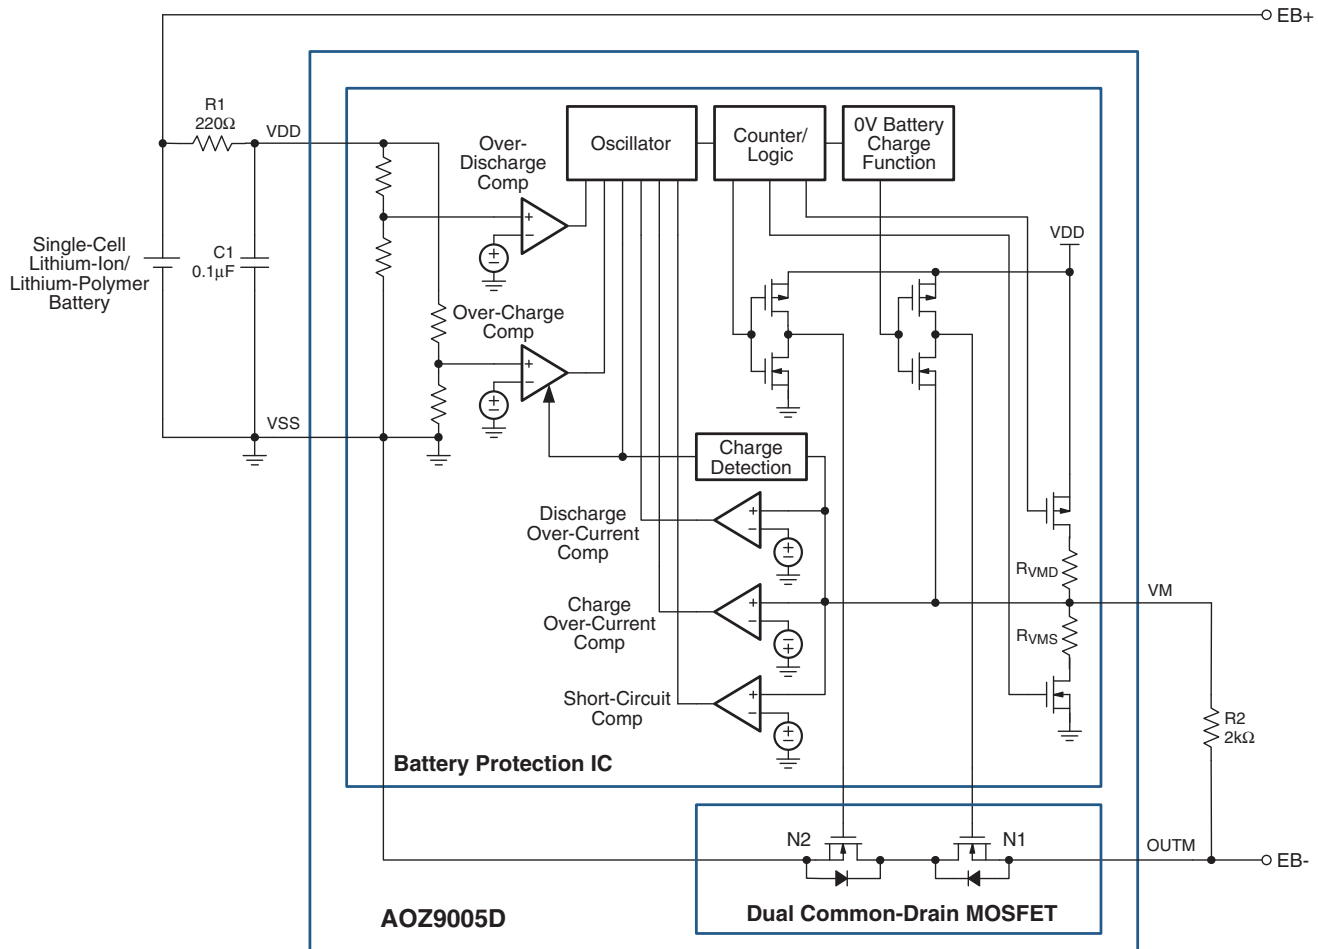 EB+
R1
220Ω
VDD
Over-
Discharge
Comp
Oscillator
Counter/
Logic
0V Battery
Charge
Function
VDD
Single-Cell
Lithium-Ion/
Lithium-Polymer
Battery
C1
0.1µF
Over-Charge
Comp
VSS
Charge
Detection
Discharge
Over-Current
Comp
RVMD
Charge
Over-Current
Comp
VM
RVMS
Short-Circuit
Comp
R2
2kΩ
Battery Protection IC
N2
N1
OUTM
EB-
AOZ9005D
Dual Common-Drain MOSFET